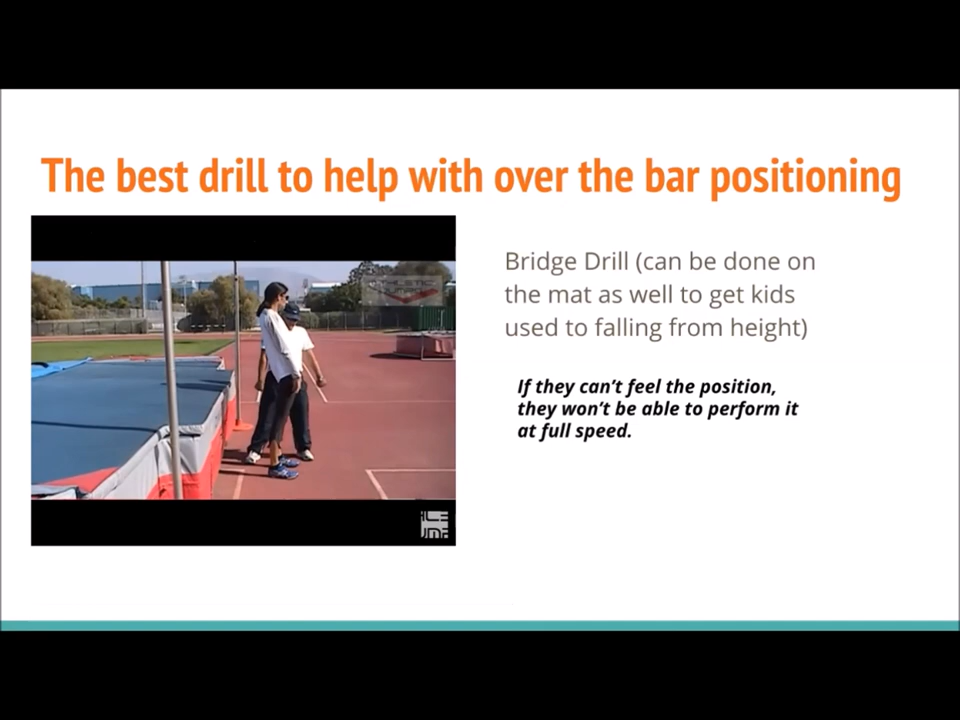 The best drill to help with over the bar positioning
Bridge Drill (can be done on
the mat as well to get kids
used to falling from height)
If they can't feel the position,
they won't be able to perform it
at full speed.